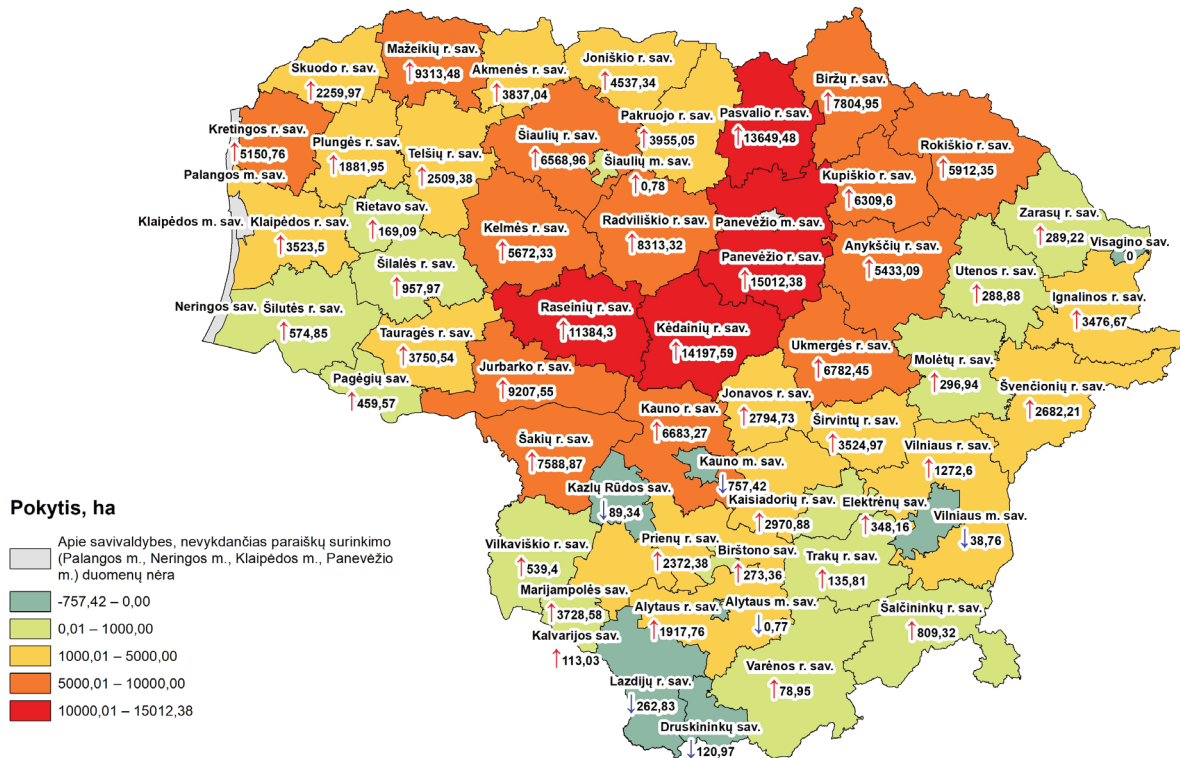 Mažeikių r. sav.
↑9313,48
Skuodo r. sav.
↑2259,97
Akmenės r. sav.
↑3837,04
Joniškio r. sav.
↑4537,34
Biržų r. sav.
↑7804,95
Pasvalio r. sav.
↑13649,48
Pakruojo r. sav.
↑3955,05
Kretingos r. sav.
↑5150,76
Palangos m. sav.
Plungės r. sav.
↑1881,95
Telšių r. sav.
↑2509,38
Šiaulių r. sav.
↑6568,96
Šiaulių m. sav.
↑0,78
Rokiškio r. sav.
↑5912,35
Kupiškio r. sav.
↑6309,6
Klaipėdos m. sav.
Klaipėdos r. sav.
↑3523,5
Rietavo sav.
↑169,09
Kelmės r. sav.
↑5672,33
Radviliškio r. sav.
↑8313,32
Panevėžio m. sav.
Panevėžio r. sav.
↑15012,38
Anykščių r. sav.
↑5433,09
Zarasų r. sav.
↑289,22
Visagino sav.
0
Utenos r. sav.
↑288,88
Ignalinos r. sav.
↑3476,67
Šilalės r. sav.
↑957,97
Neringos sav.
Šilutės r. sav.
↑574,85
Tauragės r. sav.
↑3750,54
Raseinių r. sav.
↑11384,3
Kėdainių r. sav.
↑14197,59
Ukmergės r. sav.
↑6782,45
Molėtų r. sav.
↑296,94
Švenčionių r. sav.
↑2682,21
Pagėgių sav.
↑459,57
Jurbarko r. sav.
↑9207,55
Jonavos r. sav.
↑2794,73
Kauno r. sav.
↑6683,27
Širvintų r. sav.
↑3524,97
Vilniaus r. sav.
↑1272,6
Šakių r. sav.
↑7588,87
Kauno m. sav.
↓757,42
Kazlų Rūdos sav.
↓89,34
Kaisiadorių r. sav.
↑2970,88
Elektrėnų sav.
↑348,16
Vilniaus m. sav.
↓38,76
Vilkaviškio r. sav.
↑539,4
Prienų r. sav.
↑2372,38
Birštono sav.
↑273,36
Trakų r. sav.
↑135,81
Marijampolės sav.
↑3728,58
Alytaus r. sav.
↑1917,76
Alytaus m. sav.
↓0,77
Šalčininkų r. sav.
↑809,32
Kalvarijos sav.
↑113,03
Lazdijų r. sav.
↓262,83
Varėnos r. sav.
↑78,95
Druskininkų sav.
↓120,97
Pokytis, ha
Apie savivaldybes, nevykdančias paraiškų surinkimo
(Palangos m., Neringos m., Klaipėdos m., Panevėžio
m.) duomenų nėra
-757,42 – 0,00
0,01 – 1000,00
1000,01 – 5000,00
5000,01 – 10000,00
10000,01 – 15012,38